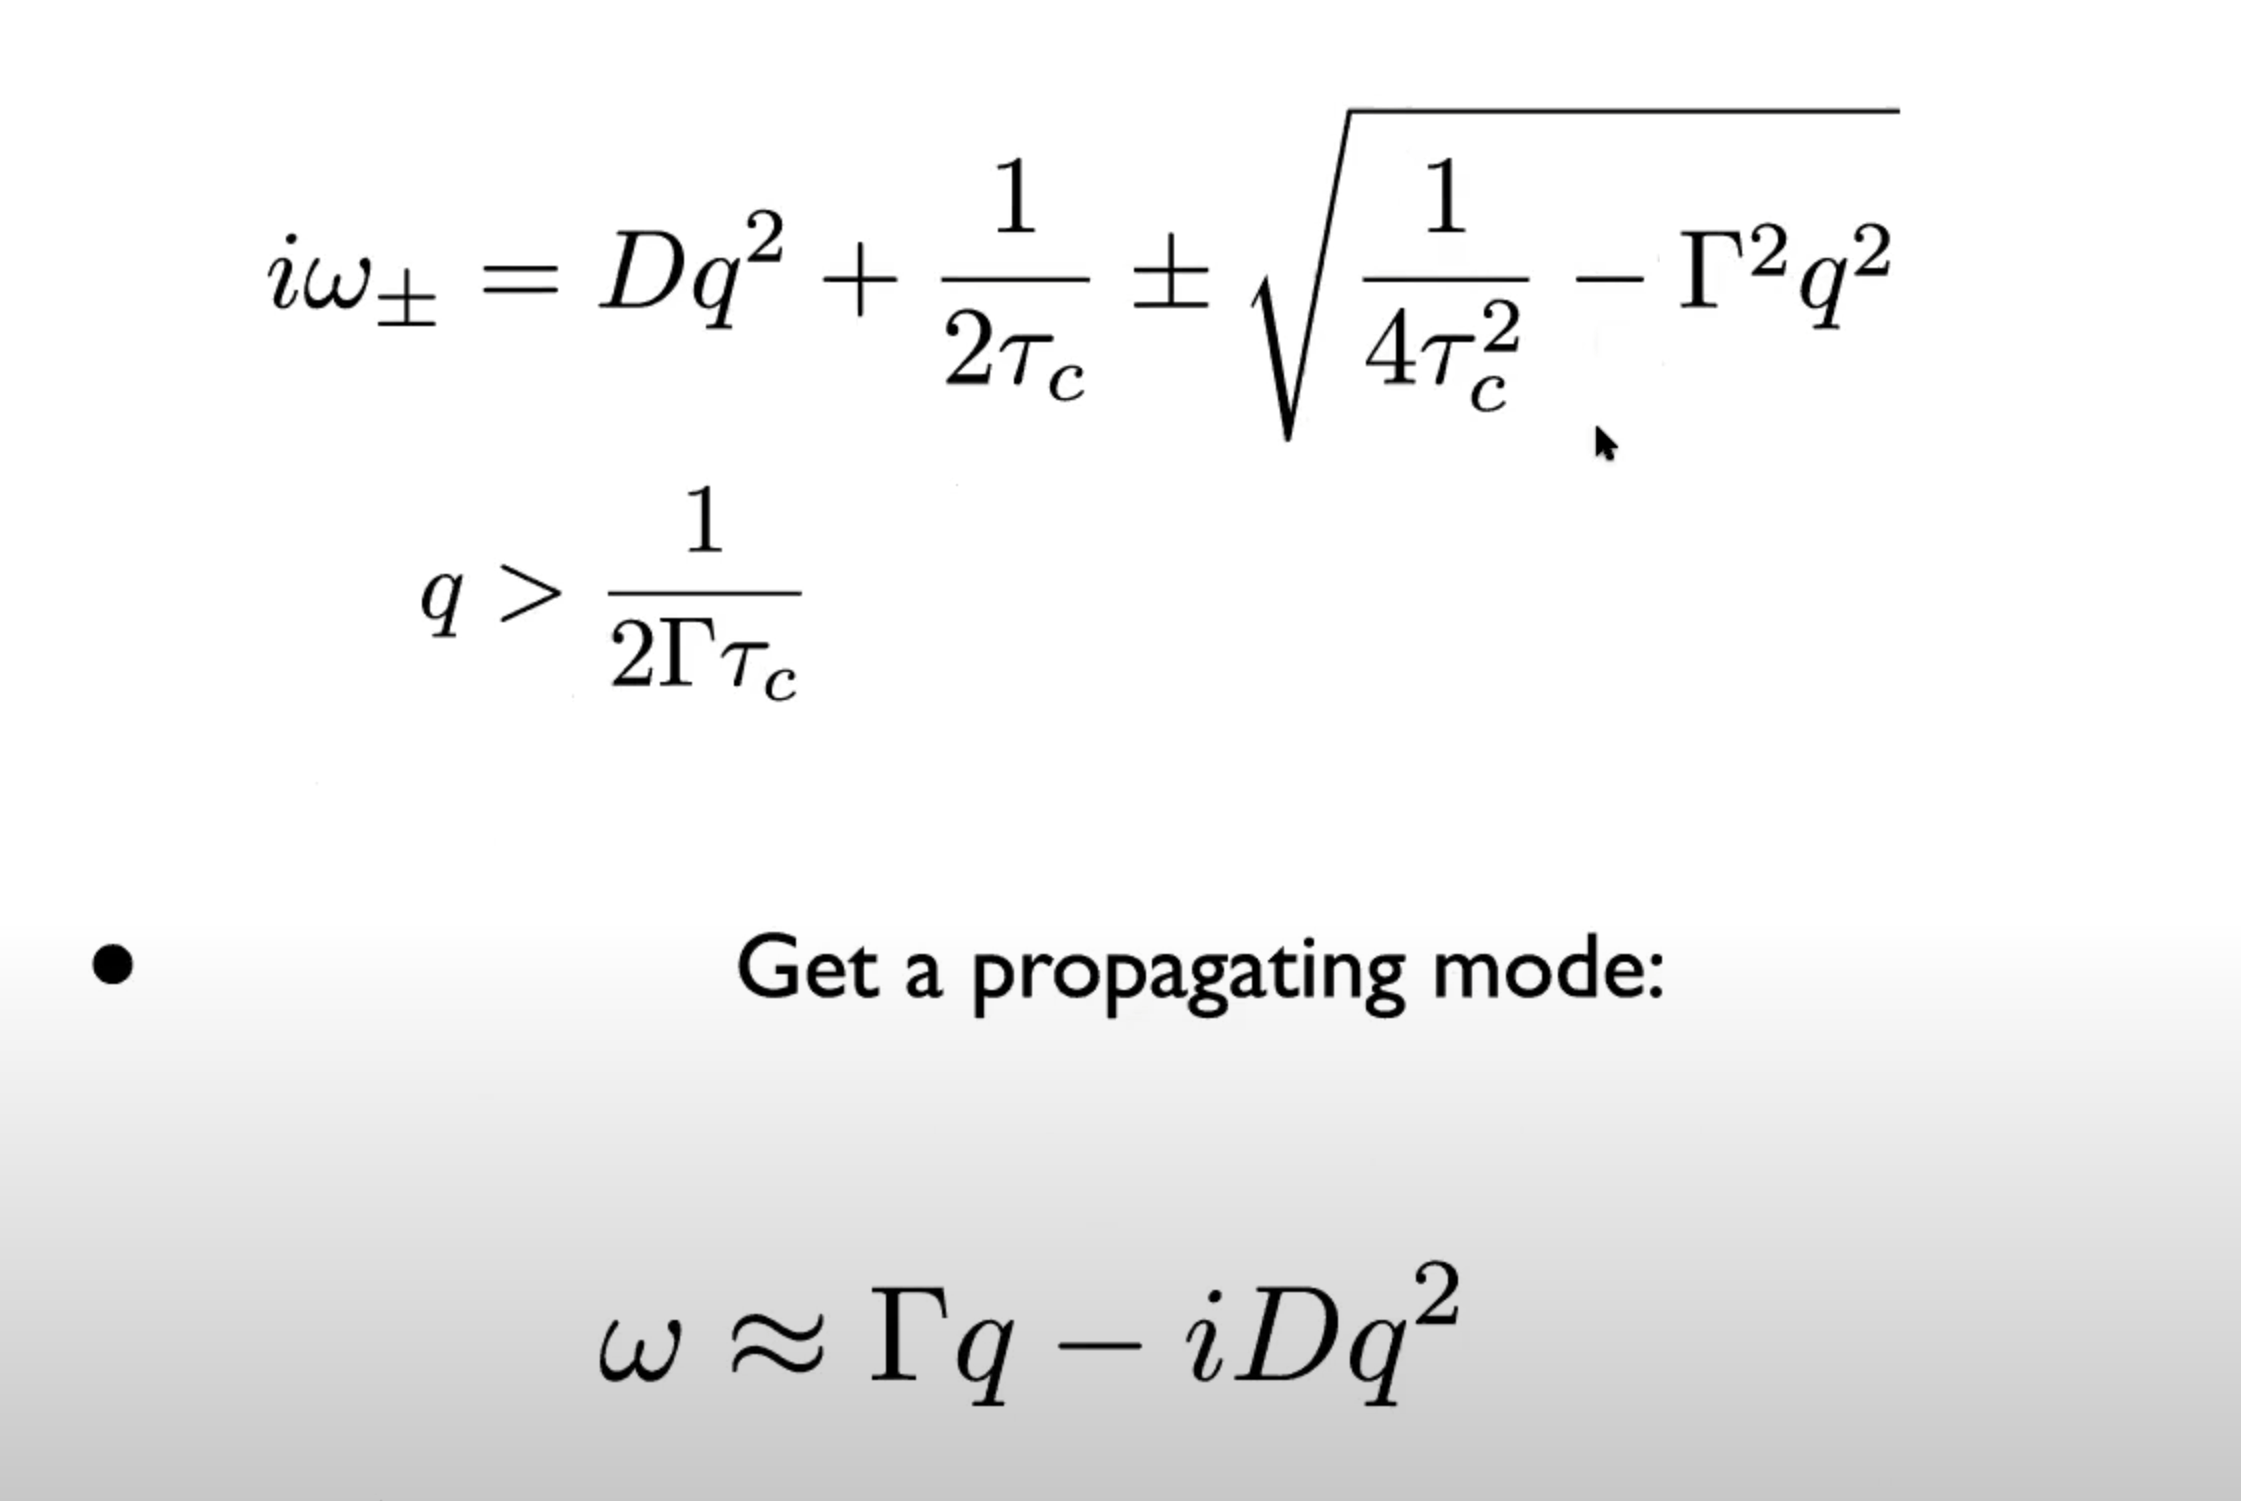 $i\omega_{\pm} = Dq^2 + \frac{1}{2\tau_c} \pm \sqrt{\frac{1}{4\tau_c^2} - \Gamma^2 q^2}$
$q > \frac{1}{2\Gamma\tau_c}$
• Get a propagating mode:
$\omega \approx \Gamma q - iDq^2$